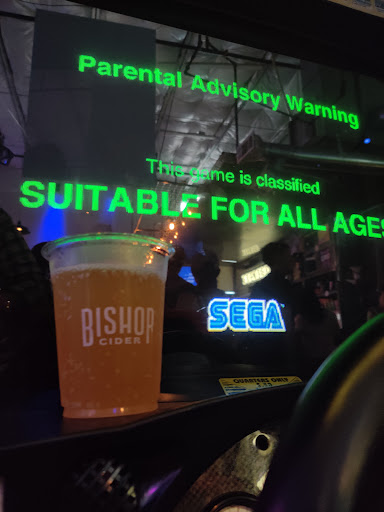 Parental Advisory Warning
This game is classified
SUITABLE FOR ALL AGES
BISHOP
CIDER
SEGA
QUARTERS ONLY